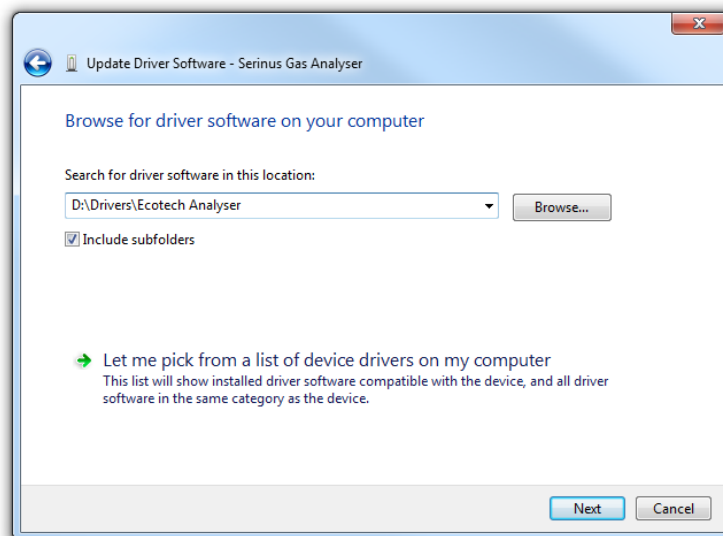 Update Driver Software - Serinus Gas Analyser
Browse for driver software on your computer
Search for driver software in this location:
D:\Drivers\Ecotech Analyser
Browse...
Include subfolders
Let me pick from a list of device drivers on my computer
This list will show installed driver software compatible with the device, and all driver
software in the same category as the device.
Next
Cancel